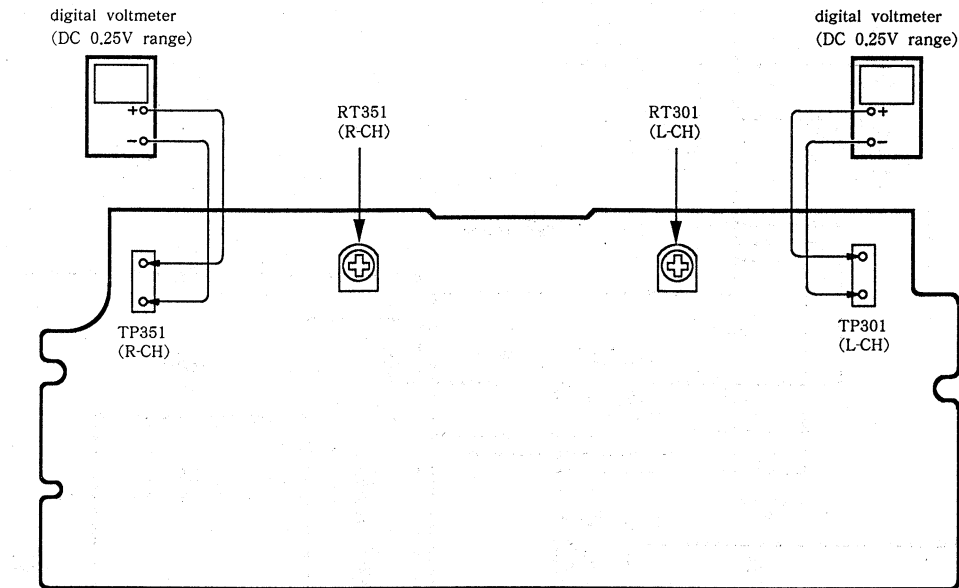 digital voltmeter
(DC 0.25V range)
digital voltmeter
(DC 0.25V range)
+
-
RT351
(R-CH)
RT301
(L-CH)
+
-
TP351
(R-CH)
TP301
(L-CH)